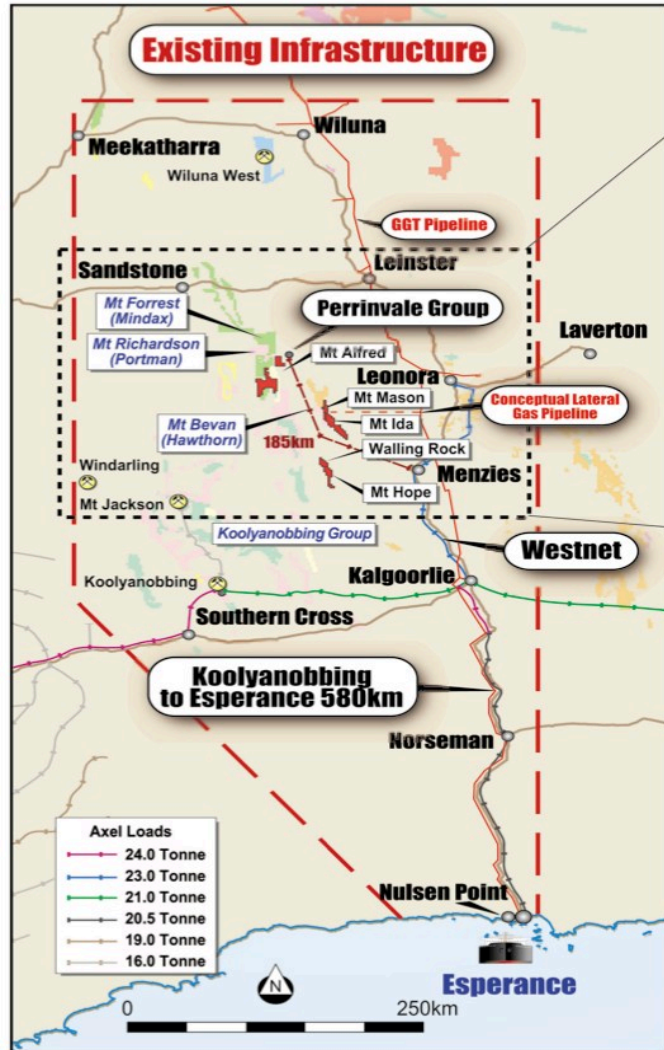 Existing Infrastructure
Wiluna
Meekatharra
Wiluna West
GGT Pipeline
Leinster
Sandstone
Mt Forrest
(Mindax)
Perrinvale Group
Mt Richardson
(Portman)
Mt Alfred
Laverton
Leonora
Mt Mason
Conceptual Lateral
Gas Pipeline
Mt Bevan
(Hawthorn)
Mt Ida
185km
Walling Rock
Windarling
Menzies
Mt Jackson
Mt Hope
Koolyanobbing Group
Westnet
Koolyanobbing
Kalgoorlie
Southern Cross
Koolyanobbing
to Esperance 580km
Norseman
Axel Loads
24.0 Tonne
23.0 Tonne
21.0 Tonne
20.5 Tonne
19.0 Tonne
16.0 Tonne
Nulsen Point
Esperance
N
0
250km